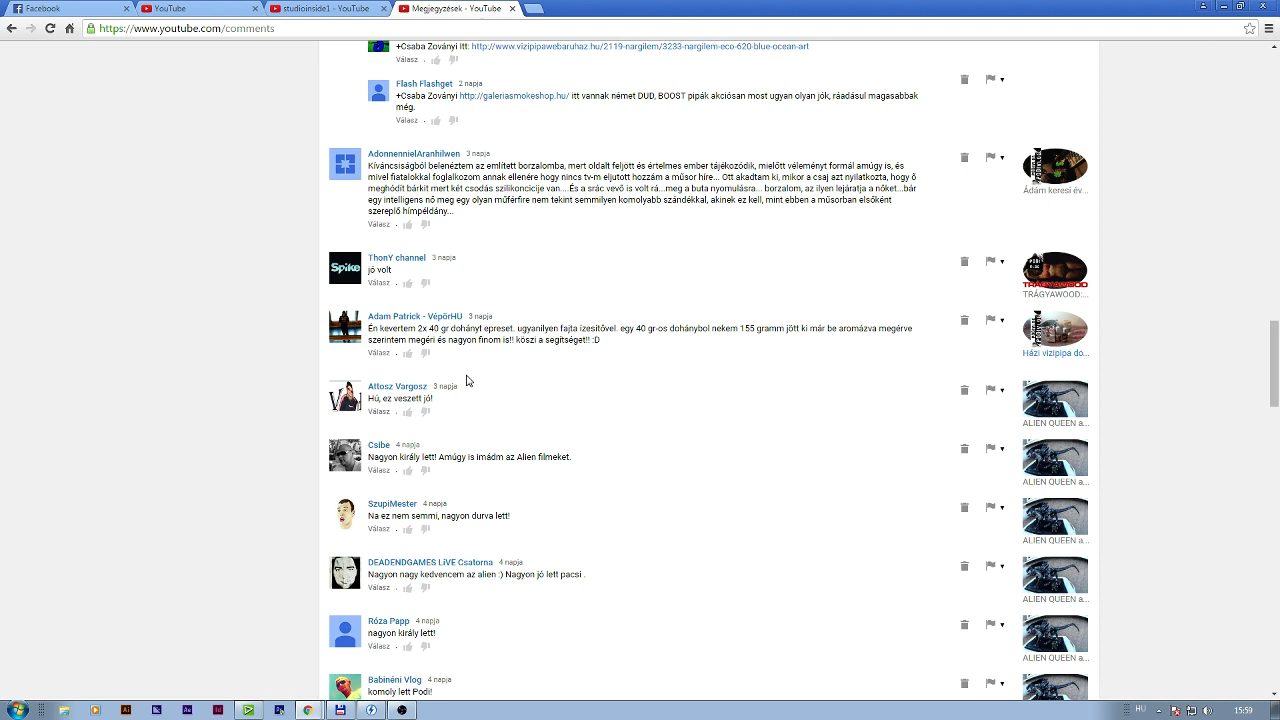 Facebook
YouTube
studioinside1 - YouTube
Megjegyzések - YouTube
https://www.youtube.com/comments
+Csaba Zoványi Itt: http://www.vizipipawebaruhaz.hu/2119-nargilem/3233-nargilem-eco-620-blue-ocean-art
Válasz
Flash Flashget 2 napja
+Csaba Zoványi http://galeriasmokeshop.hu/ itt vannak német DUD, BOOST pipák akciósan most ugyan olyan jók, ráadásul magasabbak
még.
Válasz
AdonnenielAranhilwen 3 napja
Kíváncsiságból belenéztem az említett borzalomba, mert oldalt feljött és értelmes ember tájékozódik, mielőtt véleményt formál amúgy is, és
mivel fiatalokkal foglalkozom annak ellenére hogy nincs tv-m eljutott hozzám a műsor híre... Ott akadtam ki, mikor a csaj azt nyilatkozta, hogy ő
meghódít bárkit mert két csodás szilikoncicije van....És a srác vevő is volt rá...meg a buta nyomulásra... borzalom, az ilyen lejáratja a nőket...bár
egy intelligens nő meg egy olyan műférfire nem tekint semmilyen komolyabb szándékkal, akinek ez kell, mint ebben a műsorban elsőként
szereplő hímpéldány...
Válasz
Ádám keresi év...
ThonY channel 3 napja
jó volt
Válasz
Spike
TRÁGYAWOOD
TRÁGYAWOOD:...
Adam Patrick - VépörHU 3 napja
Én kevertem 2x 40 gr dohányt epreset. ugyanilyen fajta ízesítővel. egy 40 gr-os dohányból nekem 155 gramm jött ki már be aromázva megérve
szerintem megéri és nagyon finom is!! köszi a segítséget!! :D
Válasz
Házi vizipipa do...
Attosz Vargosz 3 napja
Hú, ez veszett jó!
Válasz
ALIEN QUEEN a...
Csibe 4 napja
Nagyon király lett! Amúgy is imádm az Alien filmeket.
Válasz
ALIEN QUEEN a...
SzupiMester 4 napja
Na ez nem semmi, nagyon durva lett!
Válasz
ALIEN QUEEN a...
DEADENDGAMES LiVE Csatorna 4 napja
Nagyon nagy kedvencem az alien :) Nagyon jó lett pacsi .
Válasz
ALIEN QUEEN a...
Róza Papp 4 napja
nagyon király lett!
Válasz
ALIEN QUEEN a...
Babinéni Vlog 4 napja
komoly lett Podi!
HU
15:59